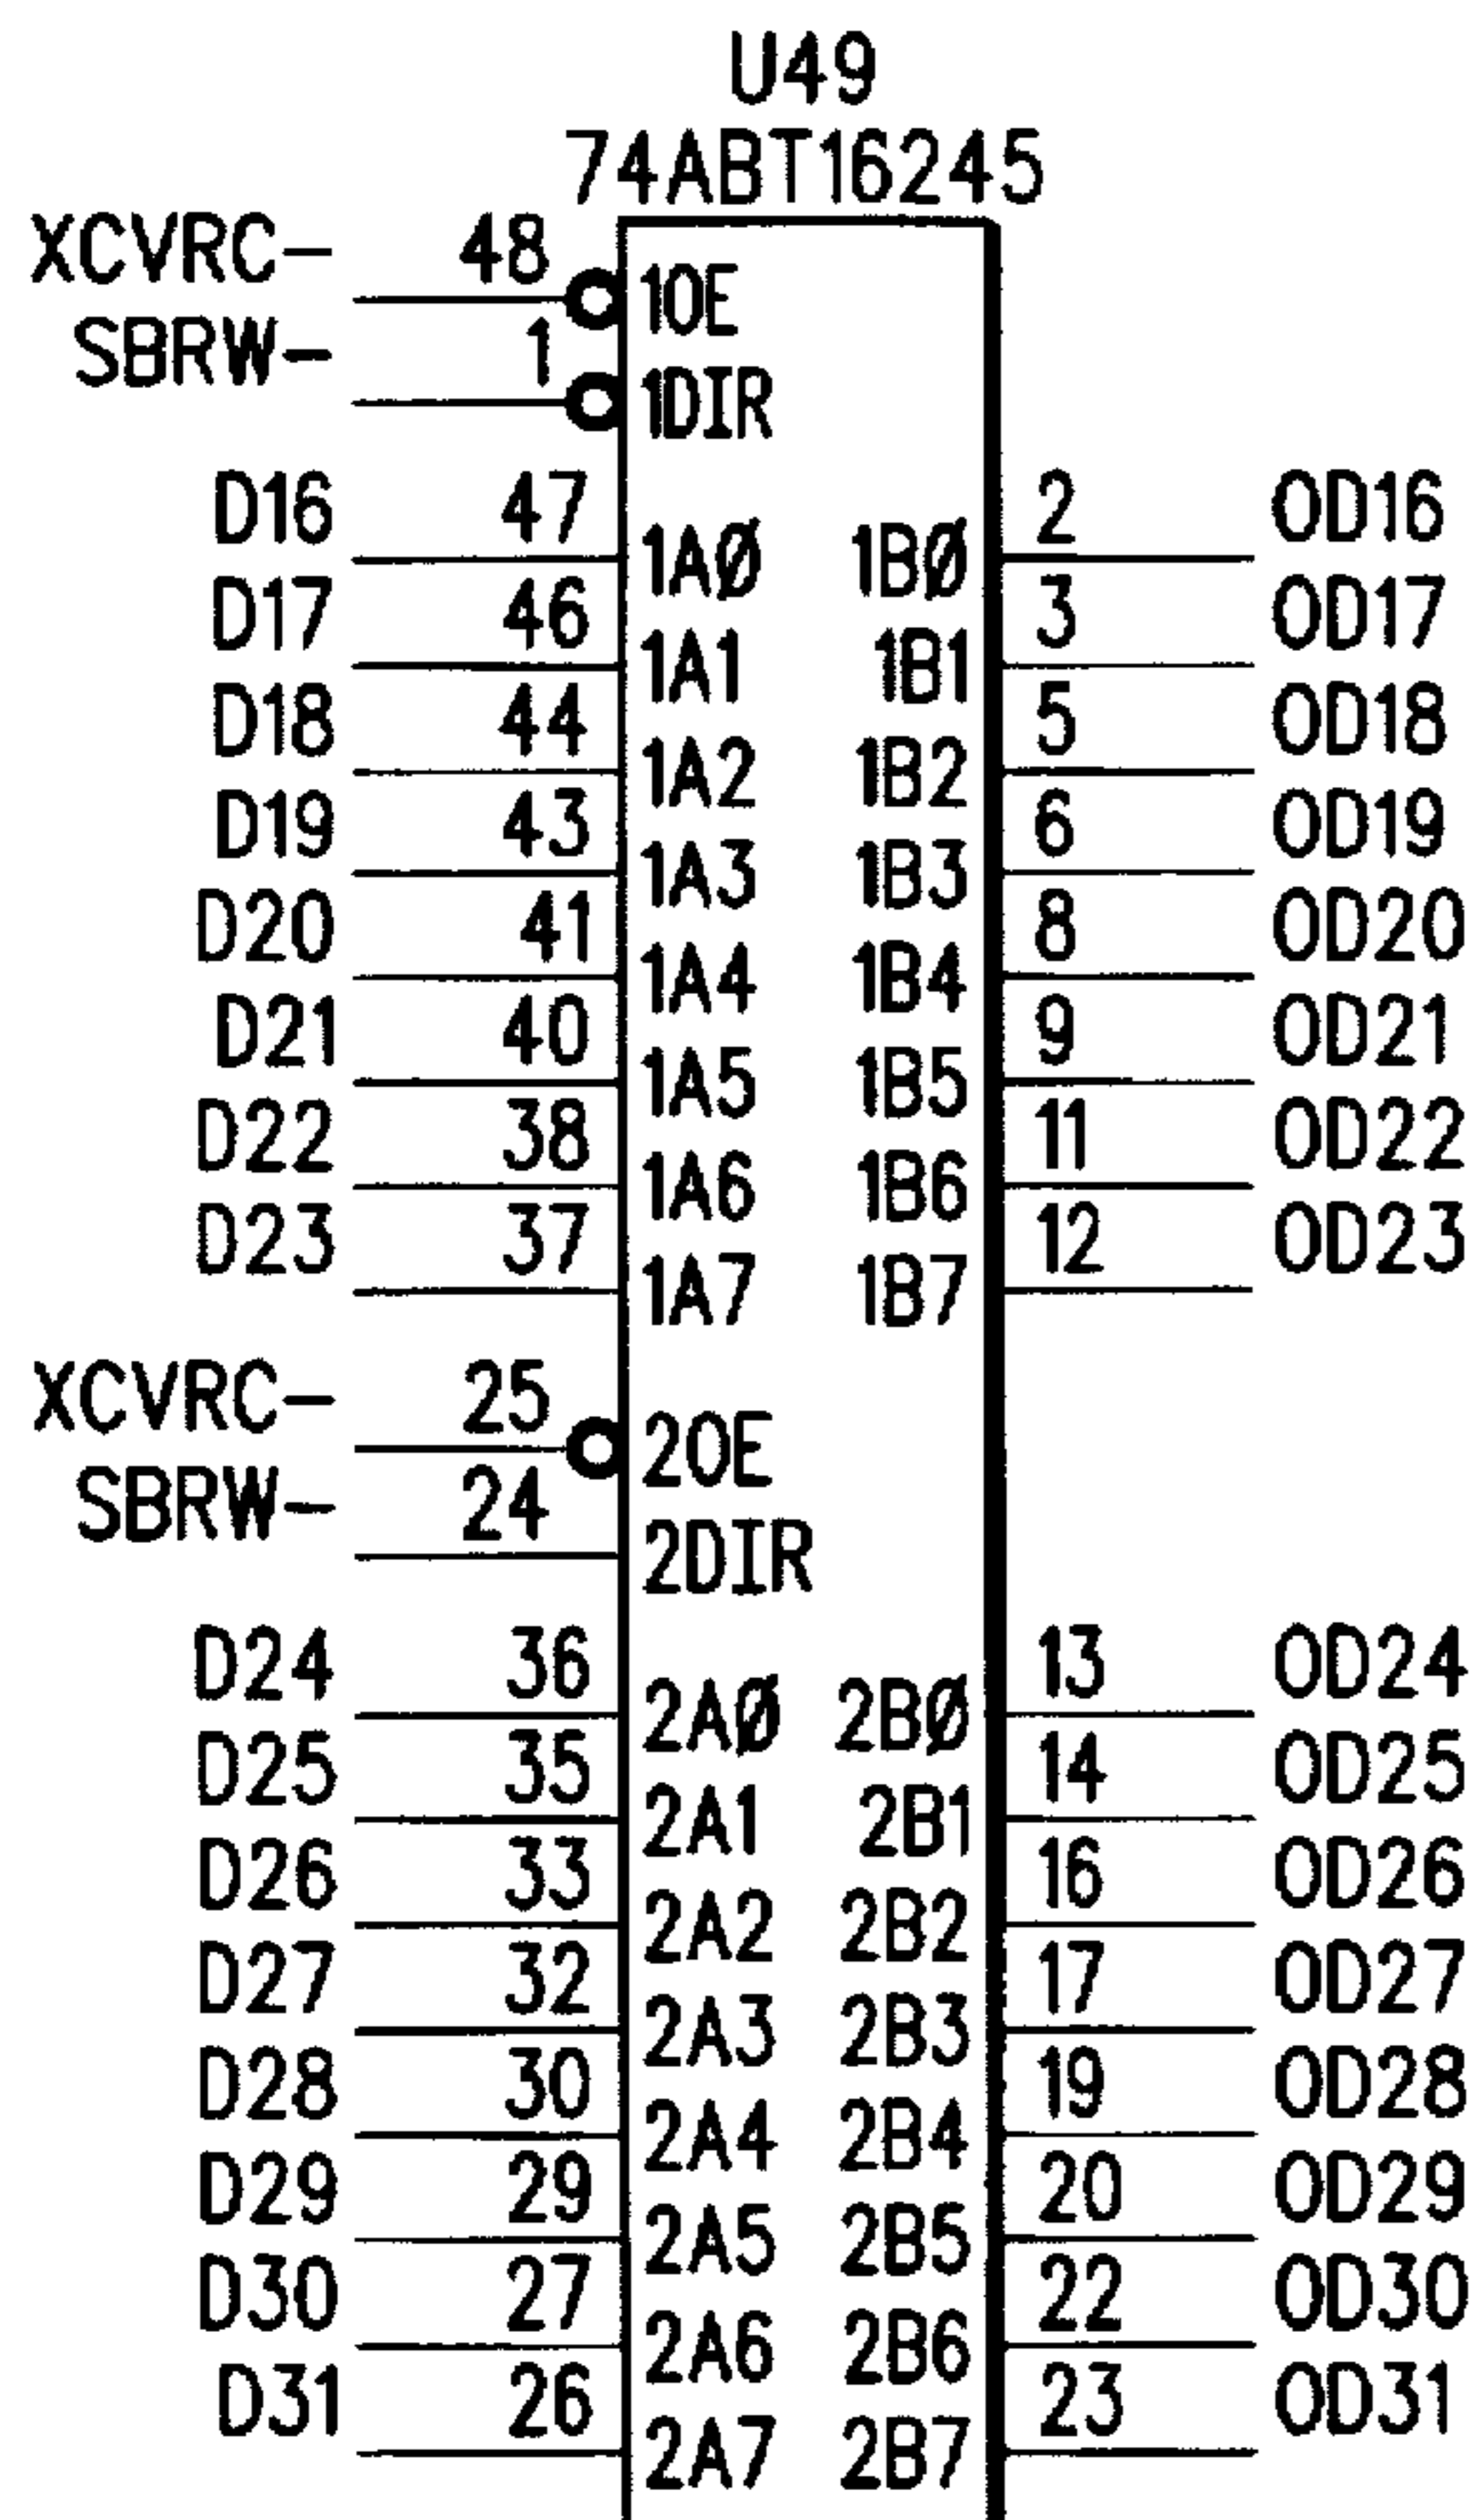 U49
74ABT16245
XCVRC- 48 1OE
SBRW- 1 1DIR
D16 47 1AØ 1BØ 2 OD16
D17 46 1A1 1B1 3 OD17
D18 44 1A2 1B2 5 OD18
D19 43 1A3 1B3 6 OD19
D20 41 1A4 1B4 8 OD20
D21 40 1A5 1B5 9 OD21
D22 38 1A6 1B6 11 OD22
D23 37 1A7 1B7 12 OD23
XCVRC- 25 2OE
SBRW- 24 2DIR
D24 36 2AØ 2BØ 13 OD24
D25 35 2A1 2B1 14 OD25
D26 33 2A2 2B2 16 OD26
D27 32 2A3 2B3 17 OD27
D28 30 2A4 2B4 19 OD28
D29 29 2A5 2B5 20 OD29
D30 27 2A6 2B6 22 OD30
D31 26 2A7 2B7 23 OD31